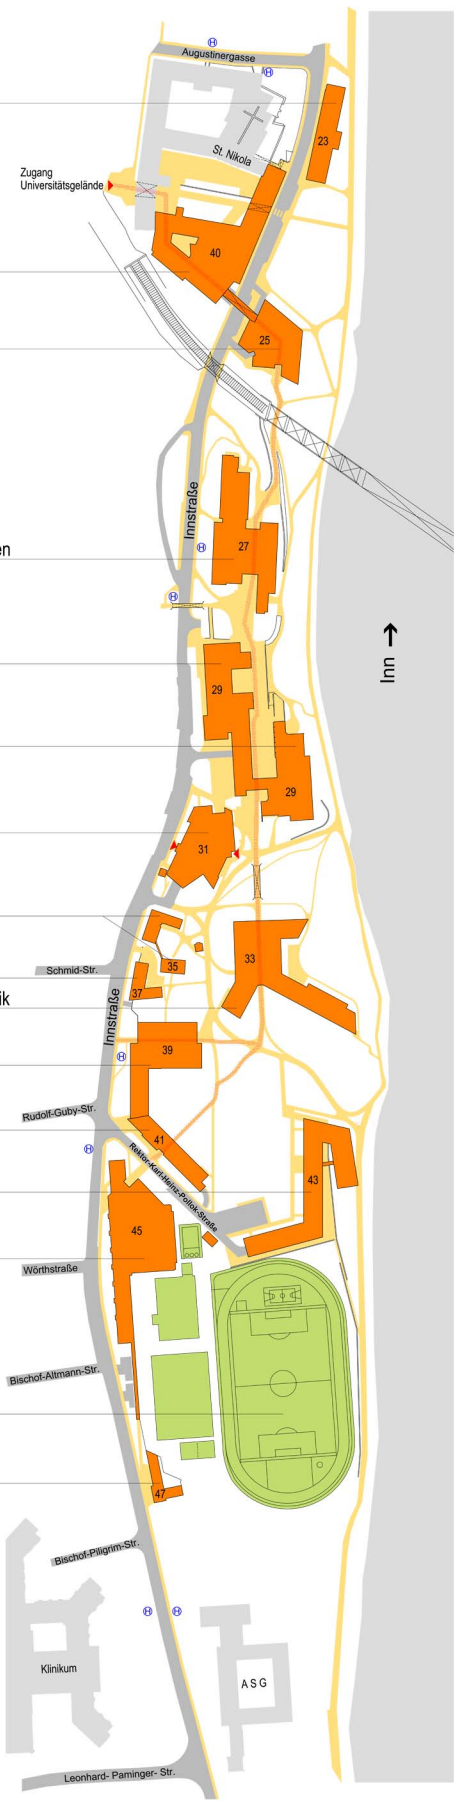 Augustinergasse
H
H
23
St. Nikola
Zugang
Universitätsgelände
40
25
Innstraße
27
en
H
H
29
Inn
29
31
33
35
Schmid-Str.
37
ik
Innstraße
39
H
Rudolf-Guby-Str.
41
H
Rektor-Karl-Heinz-Pollok-Straße
43
45
Wörthstraße
Bischof-Altmann-Str.
47
Bischof-Piligrim-Str.
H
H
Klinikum
ASG
Leonhard- Paminger- Str.